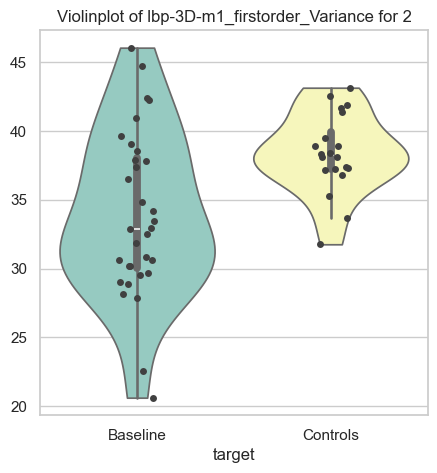 Violinplot of lbp-3D-m1_firstorder_Variance for 2
45
40
35
30
25
20
Baseline
Controls
target